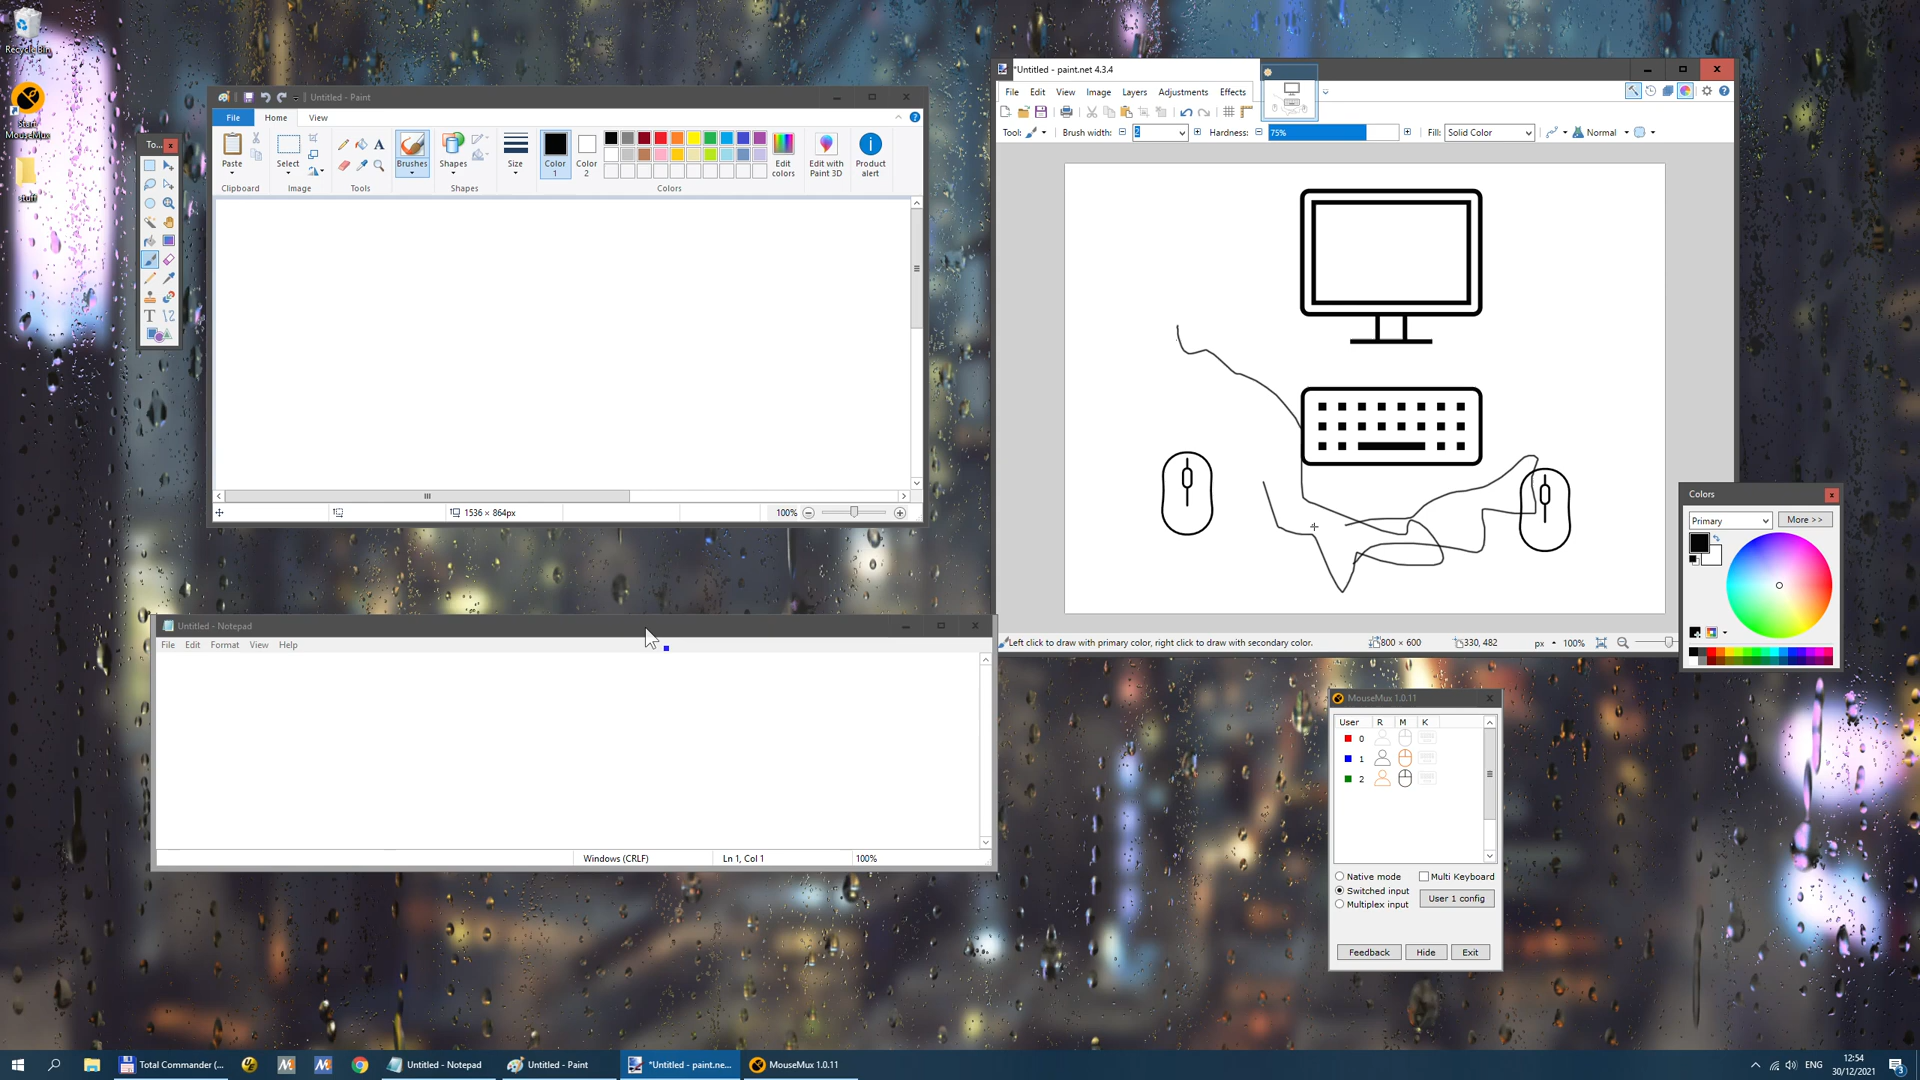 Recycle Bin
Start
MouseMux
stuff
To...
Untitled - Paint
File
Home
View
Paste
Select
Brushes
Shapes
Size
Color
1
Color
2
Edit
colors
Edit with
Paint 3D
Product
alert
Clipboard
Image
Tools
Shapes
Colors
1536 × 864px
100%
*Untitled - paint.net 4.3.4
File
Edit
View
Image
Layers
Adjustments
Effects
Tool:
Brush width:
2
Hardness:
75%
Fill:
Solid Color
Normal
Left click to draw with primary color, right click to draw with secondary color.
800 × 600
330, 482
px
100%
Colors
Primary
More >>
Untitled - Notepad
File
Edit
Format
View
Help
Windows (CRLF)
Ln 1, Col 1
100%
MouseMux 1.0.11
User
R
M
K
0
1
2
Native mode
Multi Keyboard
Switched input
User 1 config
Multiplex input
Feedback
Hide
Exit
Total Commander (...
Untitled - Notepad
Untitled - Paint
*Untitled - paint.ne...
MouseMux 1.0.11
ENG
12:54
30/12/2021
3